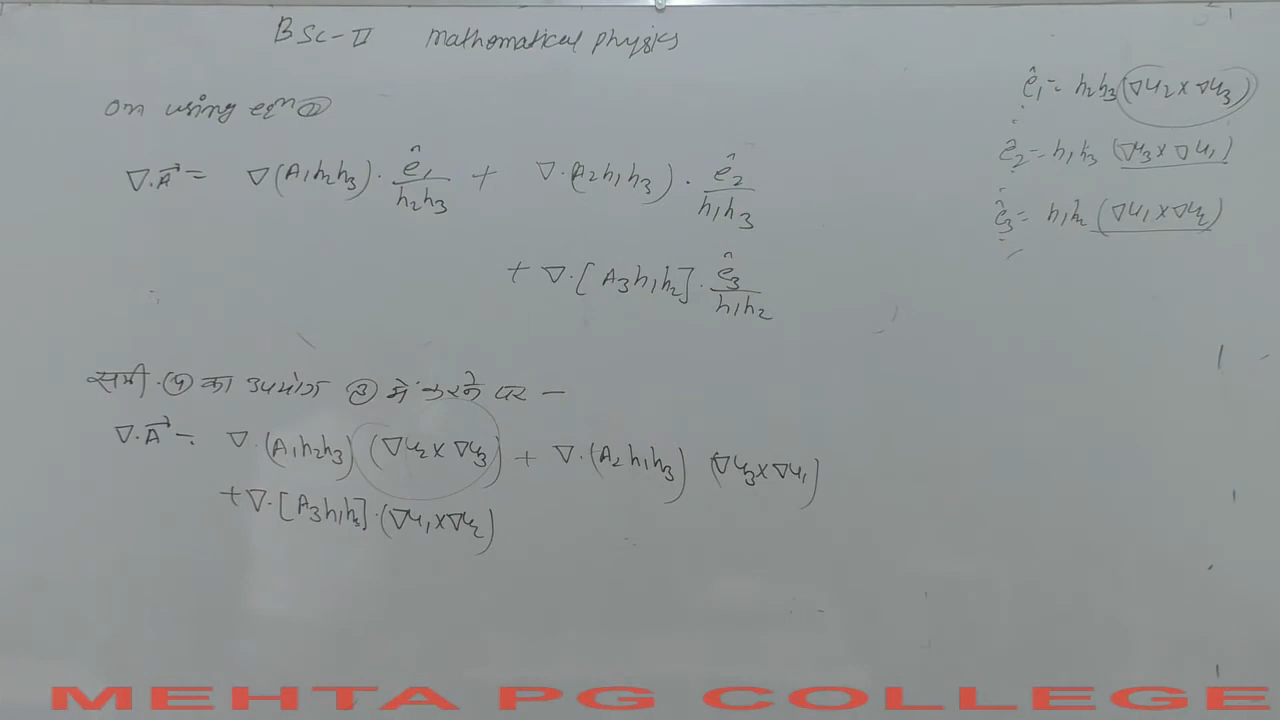 BSc-II Mathematical physics
on using eqn ②
∇·A⃗ = ∇(A₁h₂h₃)· ê₁/h₂h₃ + ∇·(A₂h₁h₃)· ê₂/h₁h₃
+ ∇·[A₃h₁h₂]· ê₃/h₁h₂
ê₁ = h₂h₃(∇u₂×∇u₃)
ê₂ = h₁h₃(∇u₃×∇u₁)
ê₃ = h₁h₂(∇u₁×∇u₂)
समी. का उपयोग ③ में करने पर –
∇·A⃗ = ∇·(A₁h₂h₃)(∇u₂×∇u₃) + ∇·(A₂h₁h₃)(∇u₃×∇u₁)
+∇·[A₃h₁h₂]·(∇u₁×∇u₂)
MEHTA PG COLLEGE